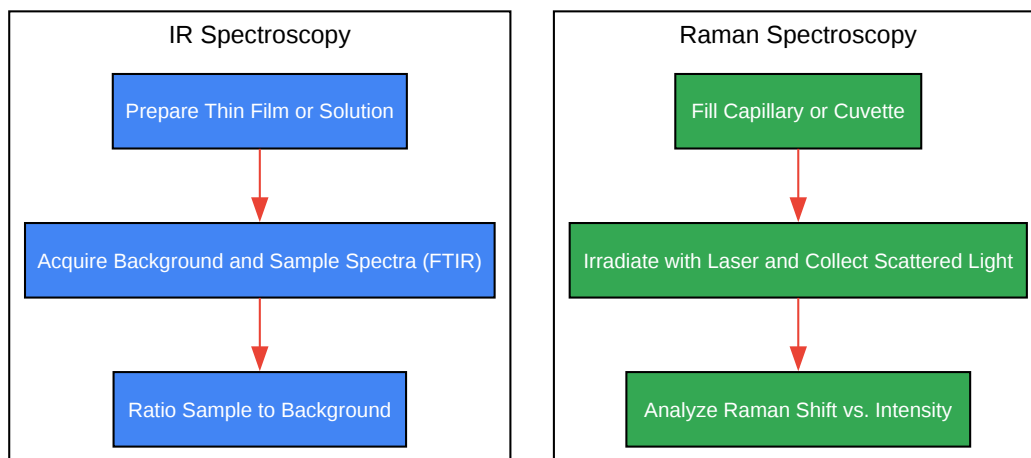 IR Spectroscopy
Prepare Thin Film or Solution
Acquire Background and Sample Spectra (FTIR)
Ratio Sample to Background
Raman Spectroscopy
Fill Capillary or Cuvette
Irradiate with Laser and Collect Scattered Light
Analyze Raman Shift vs. Intensity